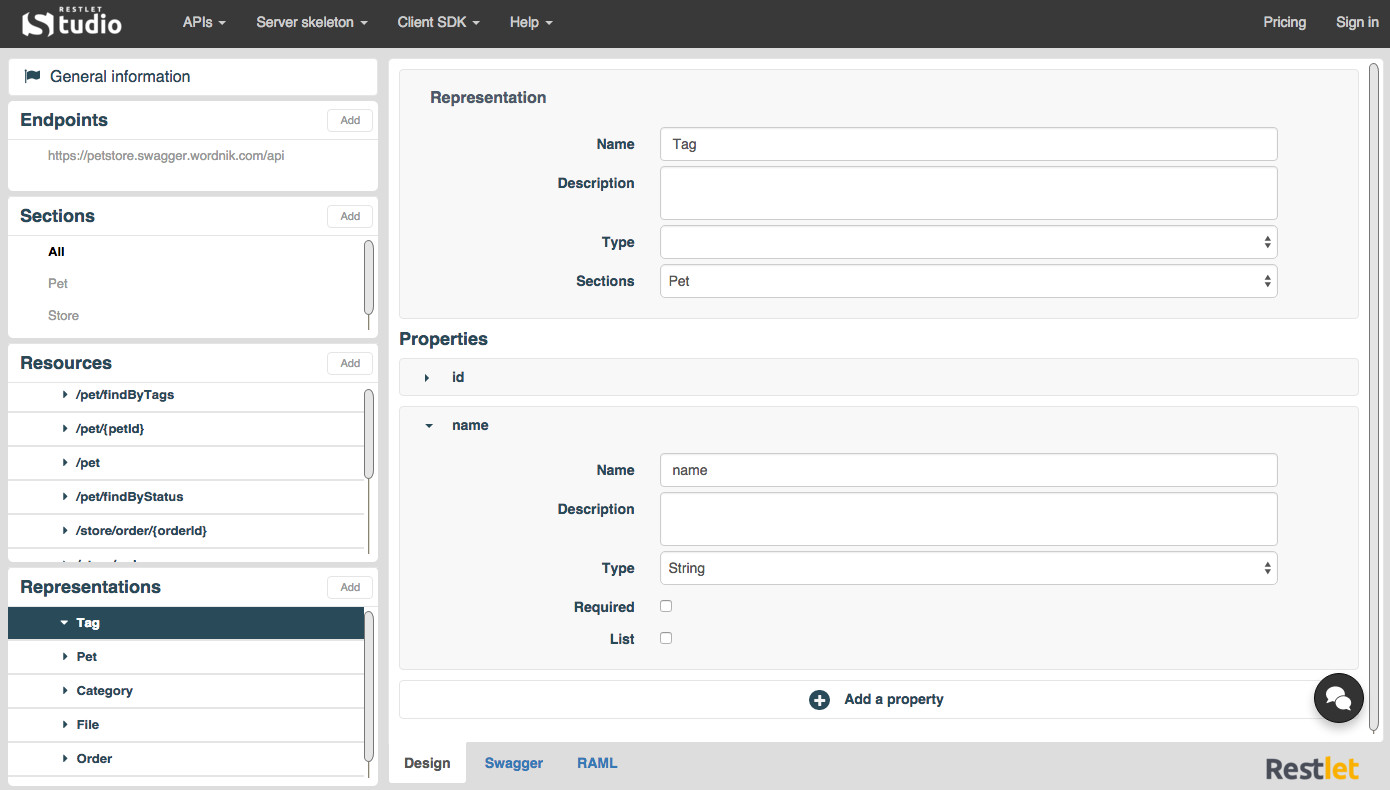 RESTLET
Studio
APIs
Server skeleton
Client SDK
Help
Pricing
Sign in
General information
Endpoints
Add
https://petstore.swagger.wordnik.com/api
Sections
Add
All
Pet
Store
Resources
Add
/pet/findByTags
/pet/{petId}
/pet
/pet/findByStatus
/store/order/{orderId}
Representations
Add
Tag
Pet
Category
File
Order
Representation
Name
Tag
Description
Type
Sections
Pet
Properties
id
name
Name
name
Description
Type
String
Required
List
Add a property
Design
Swagger
RAML
Restlet